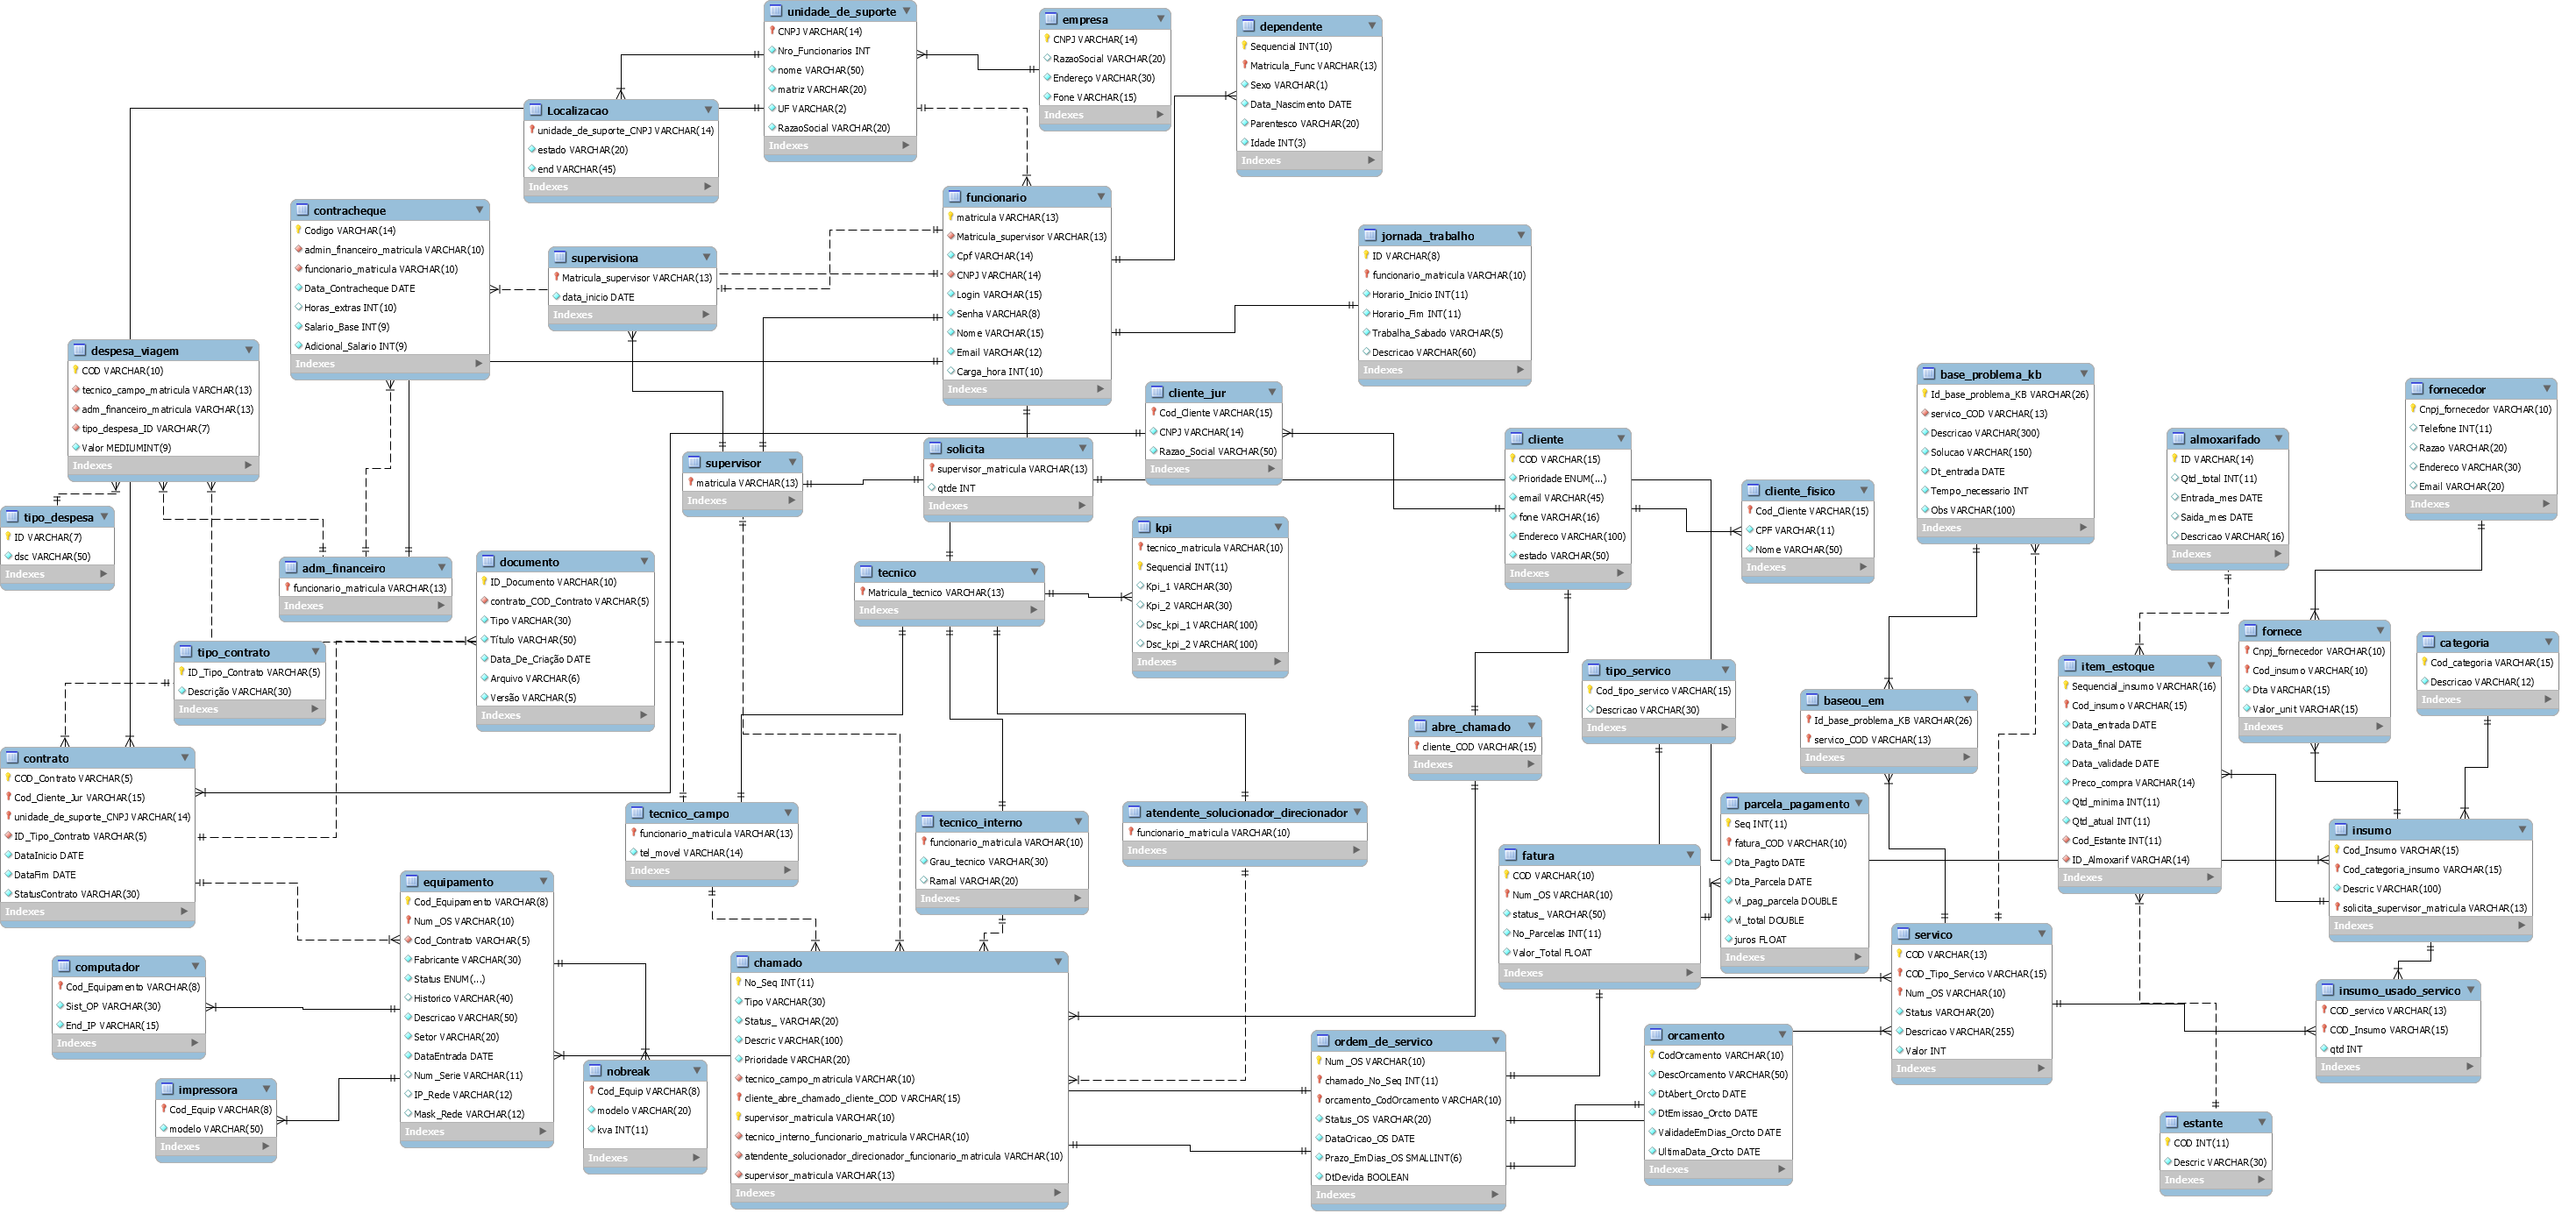 unidade_de_suporte
CNPJ VARCHAR(14)
Nro_Funcionarios INT
nome VARCHAR(50)
matriz VARCHAR(20)
UF VARCHAR(2)
RazaoSocial VARCHAR(20)
Indexes
empresa
CNPJ VARCHAR(14)
RazaoSocial VARCHAR(20)
Endereço VARCHAR(30)
Fone VARCHAR(15)
Indexes
dependente
Sequencial INT(10)
Matricula_Func VARCHAR(13)
Sexo VARCHAR(1)
Data_Nascimento DATE
Parentesco VARCHAR(20)
Idade INT(3)
Indexes
Localizacao
unidade_de_suporte_CNPJ VARCHAR(14)
estado VARCHAR(20)
end VARCHAR(45)
Indexes
contracheque
Codigo VARCHAR(14)
admin_financeiro_matricula VARCHAR(10)
funcionario_matricula VARCHAR(10)
Data_Contracheque DATE
Horas_extras INT(10)
Salario_Base INT(9)
Adicional_Salario INT(9)
Indexes
supervisiona
Matricula_supervisor VARCHAR(13)
data_inicio DATE
Indexes
funcionario
matricula VARCHAR(13)
Matricula_supervisor VARCHAR(13)
Cpf VARCHAR(14)
CNPJ VARCHAR(14)
Login VARCHAR(15)
Senha VARCHAR(8)
Nome VARCHAR(15)
Email VARCHAR(12)
Carga_hora INT(10)
Indexes
jornada_trabalho
ID VARCHAR(8)
funcionario_matricula VARCHAR(10)
Horario_Inicio INT(11)
Horario_Fim INT(11)
Trabalha_Sabado VARCHAR(5)
Descricao VARCHAR(60)
Indexes
despesa_viagem
COD VARCHAR(10)
tecnico_campo_matricula VARCHAR(13)
adm_financeiro_matricula VARCHAR(13)
tipo_despesa_ID VARCHAR(7)
Valor MEDIUMINT(9)
Indexes
cliente_jur
Cod_Cliente VARCHAR(15)
CNPJ VARCHAR(14)
Razao_Social VARCHAR(50)
Indexes
base_problema_kb
Id_base_problema_KB VARCHAR(26)
servico_COD VARCHAR(13)
Descricao VARCHAR(300)
Solucao VARCHAR(150)
Dt_entrada DATE
Tempo_necessario INT
Obs VARCHAR(100)
Indexes
fornecedor
Cnpj_fornecedor VARCHAR(10)
Telefone INT(11)
Razao VARCHAR(20)
Endereco VARCHAR(30)
Email VARCHAR(20)
Indexes
supervisor
matricula VARCHAR(13)
Indexes
solicita
supervisor_matricula VARCHAR(13)
qtde INT
Indexes
cliente
COD VARCHAR(15)
Prioridade ENUM(...)
email VARCHAR(45)
fone VARCHAR(16)
Endereco VARCHAR(100)
estado VARCHAR(50)
Indexes
cliente_fisico
Cod_Cliente VARCHAR(15)
CPF VARCHAR(11)
Nome VARCHAR(50)
Indexes
almoxarifado
ID VARCHAR(14)
Qtd_total INT(11)
Entrada_mes DATE
Saida_mes DATE
Descricao VARCHAR(16)
Indexes
tipo_despesa
ID VARCHAR(7)
dsc VARCHAR(50)
Indexes
adm_financeiro
funcionario_matricula VARCHAR(13)
Indexes
documento
ID_Documento VARCHAR(10)
contrato_COD_Contrato VARCHAR(5)
Tipo VARCHAR(30)
Título VARCHAR(50)
Data_De_Criação DATE
Arquivo VARCHAR(6)
Versão VARCHAR(5)
Indexes
tecnico
Matricula_tecnico VARCHAR(13)
Indexes
kpi
tecnico_matricula VARCHAR(10)
Sequencial INT(11)
Kpi_1 VARCHAR(30)
Kpi_2 VARCHAR(30)
Dsc_kpi_1 VARCHAR(100)
Dsc_kpi_2 VARCHAR(100)
Indexes
tipo_contrato
ID_Tipo_Contrato VARCHAR(5)
Descrição VARCHAR(30)
Indexes
tipo_servico
Cod_tipo_servico VARCHAR(15)
Descricao VARCHAR(30)
Indexes
baseou_em
Id_base_problema_KB VARCHAR(26)
servico_COD VARCHAR(13)
Indexes
item_estoque
Sequencial_insumo VARCHAR(16)
Cod_insumo VARCHAR(15)
Data_entrada DATE
Data_final DATE
Data_validade DATE
Preco_compra VARCHAR(14)
Qtd_minima INT(11)
Qtd_atual INT(11)
Cod_Estante INT(11)
ID_Almoxarif VARCHAR(14)
Indexes
fornece
Cnpj_fornecedor VARCHAR(10)
Cod_insumo VARCHAR(10)
Dta VARCHAR(15)
Valor_unit VARCHAR(15)
Indexes
categoria
Cod_categoria VARCHAR(15)
Descricao VARCHAR(12)
Indexes
abre_chamado
cliente_COD VARCHAR(15)
Indexes
contrato
COD_Contrato VARCHAR(5)
Cod_Cliente_Jur VARCHAR(15)
unidade_de_suporte_CNPJ VARCHAR(14)
ID_Tipo_Contrato VARCHAR(5)
DataInicio DATE
DataFim DATE
StatusContrato VARCHAR(30)
Indexes
tecnico_campo
funcionario_matricula VARCHAR(13)
tel_movel VARCHAR(14)
Indexes
tecnico_interno
funcionario_matricula VARCHAR(10)
Grau_tecnico VARCHAR(30)
Ramal VARCHAR(20)
Indexes
atendente_solucionador_direcionador
funcionario_matricula VARCHAR(10)
Indexes
parcela_pagamento
Seq INT(11)
fatura_COD VARCHAR(10)
Dta_Pagto DATE
Dta_Parcela DATE
vl_pag_parcela DOUBLE
vl_total DOUBLE
juros FLOAT
Indexes
fatura
COD VARCHAR(10)
Num_OS VARCHAR(10)
status_ VARCHAR(50)
No_Parcelas INT(11)
Valor_Total FLOAT
Indexes
insumo
Cod_Insumo VARCHAR(15)
Cod_categoria_insumo VARCHAR(15)
Descric VARCHAR(100)
solicita_supervisor_matricula VARCHAR(13)
Indexes
equipamento
Cod_Equipamento VARCHAR(8)
Num_OS VARCHAR(10)
Cod_Contrato VARCHAR(5)
Fabricante VARCHAR(30)
Status ENUM(...)
Historico VARCHAR(40)
Descricao VARCHAR(50)
Setor VARCHAR(20)
DataEntrada DATE
Num_Serie VARCHAR(11)
IP_Rede VARCHAR(12)
Mask_Rede VARCHAR(12)
Indexes
servico
COD VARCHAR(13)
COD_Tipo_Servico VARCHAR(15)
Num_OS VARCHAR(10)
Status VARCHAR(20)
Descricao VARCHAR(255)
Valor INT
Indexes
computador
Cod_Equipamento VARCHAR(8)
Sist_OP VARCHAR(30)
End_IP VARCHAR(15)
Indexes
chamado
No_Seq INT(11)
Tipo VARCHAR(30)
Status_ VARCHAR(20)
Descric VARCHAR(100)
Prioridade VARCHAR(20)
tecnico_campo_matricula VARCHAR(10)
cliente_abre_chamado_cliente_COD VARCHAR(15)
supervisor_matricula VARCHAR(10)
tecnico_interno_funcionario_matricula VARCHAR(10)
atendente_solucionador_direcionador_funcionario_matricula VARCHAR(10)
supervisor_matricula VARCHAR(13)
Indexes
insumo_usado_servico
COD_servico VARCHAR(13)
COD_Insumo VARCHAR(15)
qtd INT
Indexes
ordem_de_servico
Num_OS VARCHAR(10)
chamado_No_Seq INT(11)
orcamento_CodOrcamento VARCHAR(10)
Status_OS VARCHAR(20)
DataCricao_OS DATE
Prazo_EmDias_OS SMALLINT(6)
DtDevida BOOLEAN
Indexes
orcamento
CodOrcamento VARCHAR(10)
DescOrcamento VARCHAR(50)
DtAbert_Orcto DATE
DtEmissao_Orcto DATE
ValidadeEmDias_Orcto DATE
UltimaData_Orcto DATE
Indexes
nobreak
Cod_Equip VARCHAR(8)
modelo VARCHAR(20)
kva INT(11)
Indexes
impressora
Cod_Equip VARCHAR(8)
modelo VARCHAR(50)
Indexes
estante
COD INT(11)
Descric VARCHAR(30)
Indexes